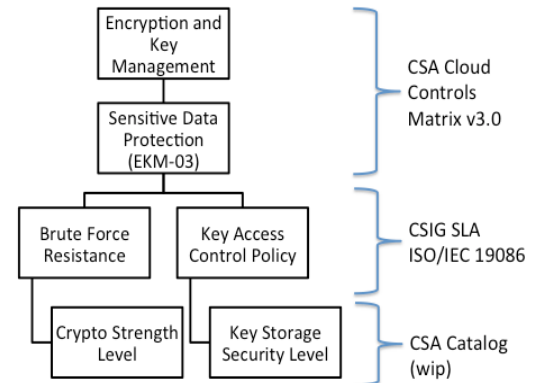 Encryption and
Key
Management
CSA Cloud
Controls
Matrix v3.0
Sensitive Data
Protection
(EKM-03)
Brute Force
Resistance
Key Access
Control Policy
CSIG SLA
ISO/IEC 19086
Crypto Strength
Level
Key Storage
Security Level
CSA Catalog
(wip)